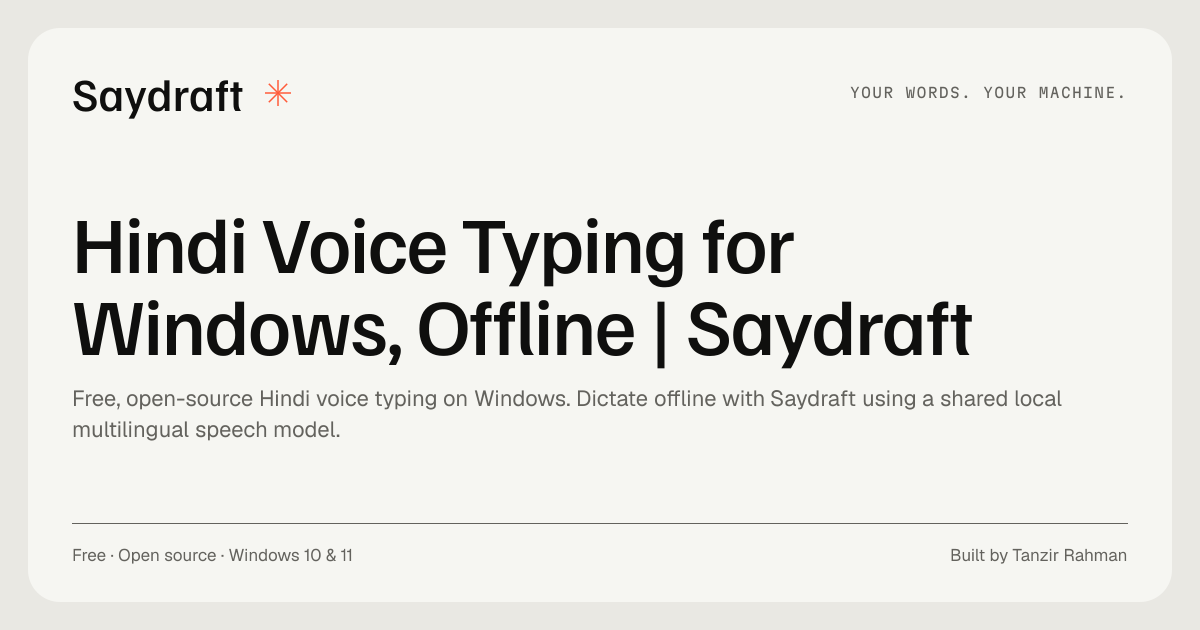 Saydraft
YOUR WORDS. YOUR MACHINE.
Hindi Voice Typing for
Windows, Offline | Saydraft
Free, open-source Hindi voice typing on Windows. Dictate offline with Saydraft using a shared local
multilingual speech model.
Free · Open source · Windows 10 & 11
Built by Tanzir Rahman